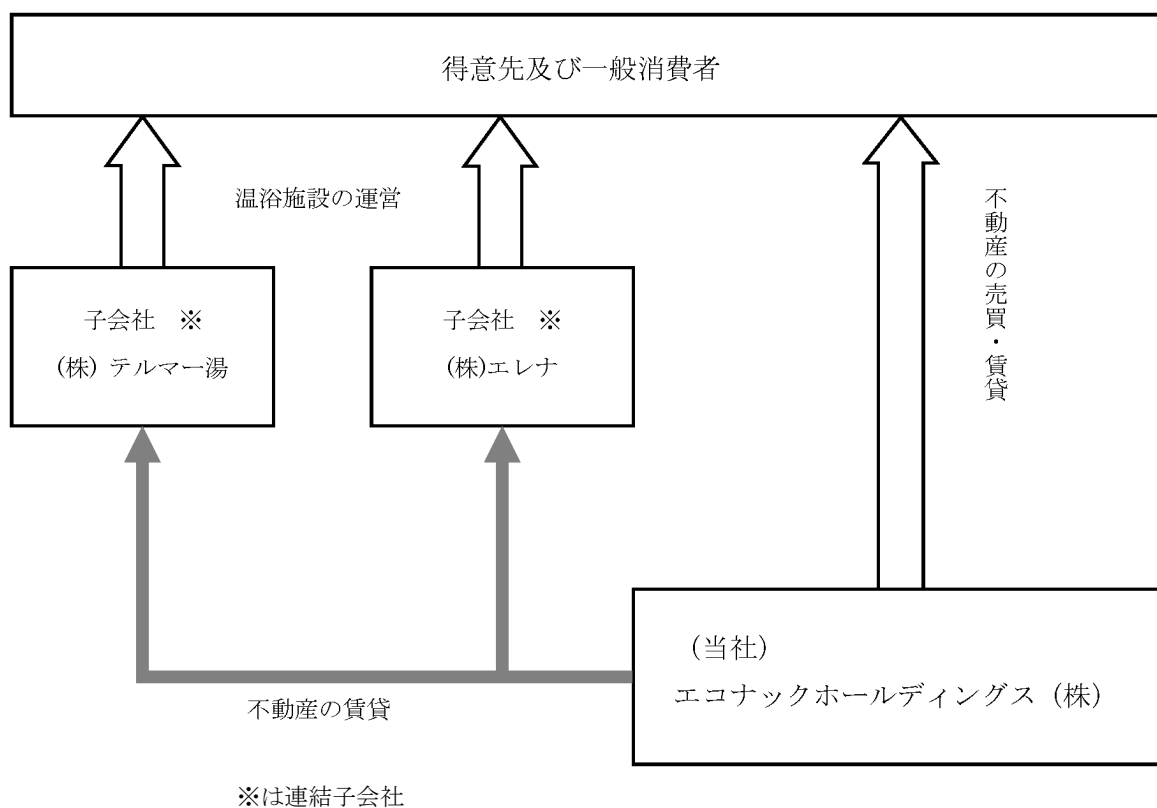 得意先及び一般消費者
温浴施設の運営
不動産の売買・賃貸
子会社　※
(株) テルマー湯
子会社　※
(株)エレナ
(当社)
エコナックホールディングス (株)
不動産の賃貸
※は連結子会社